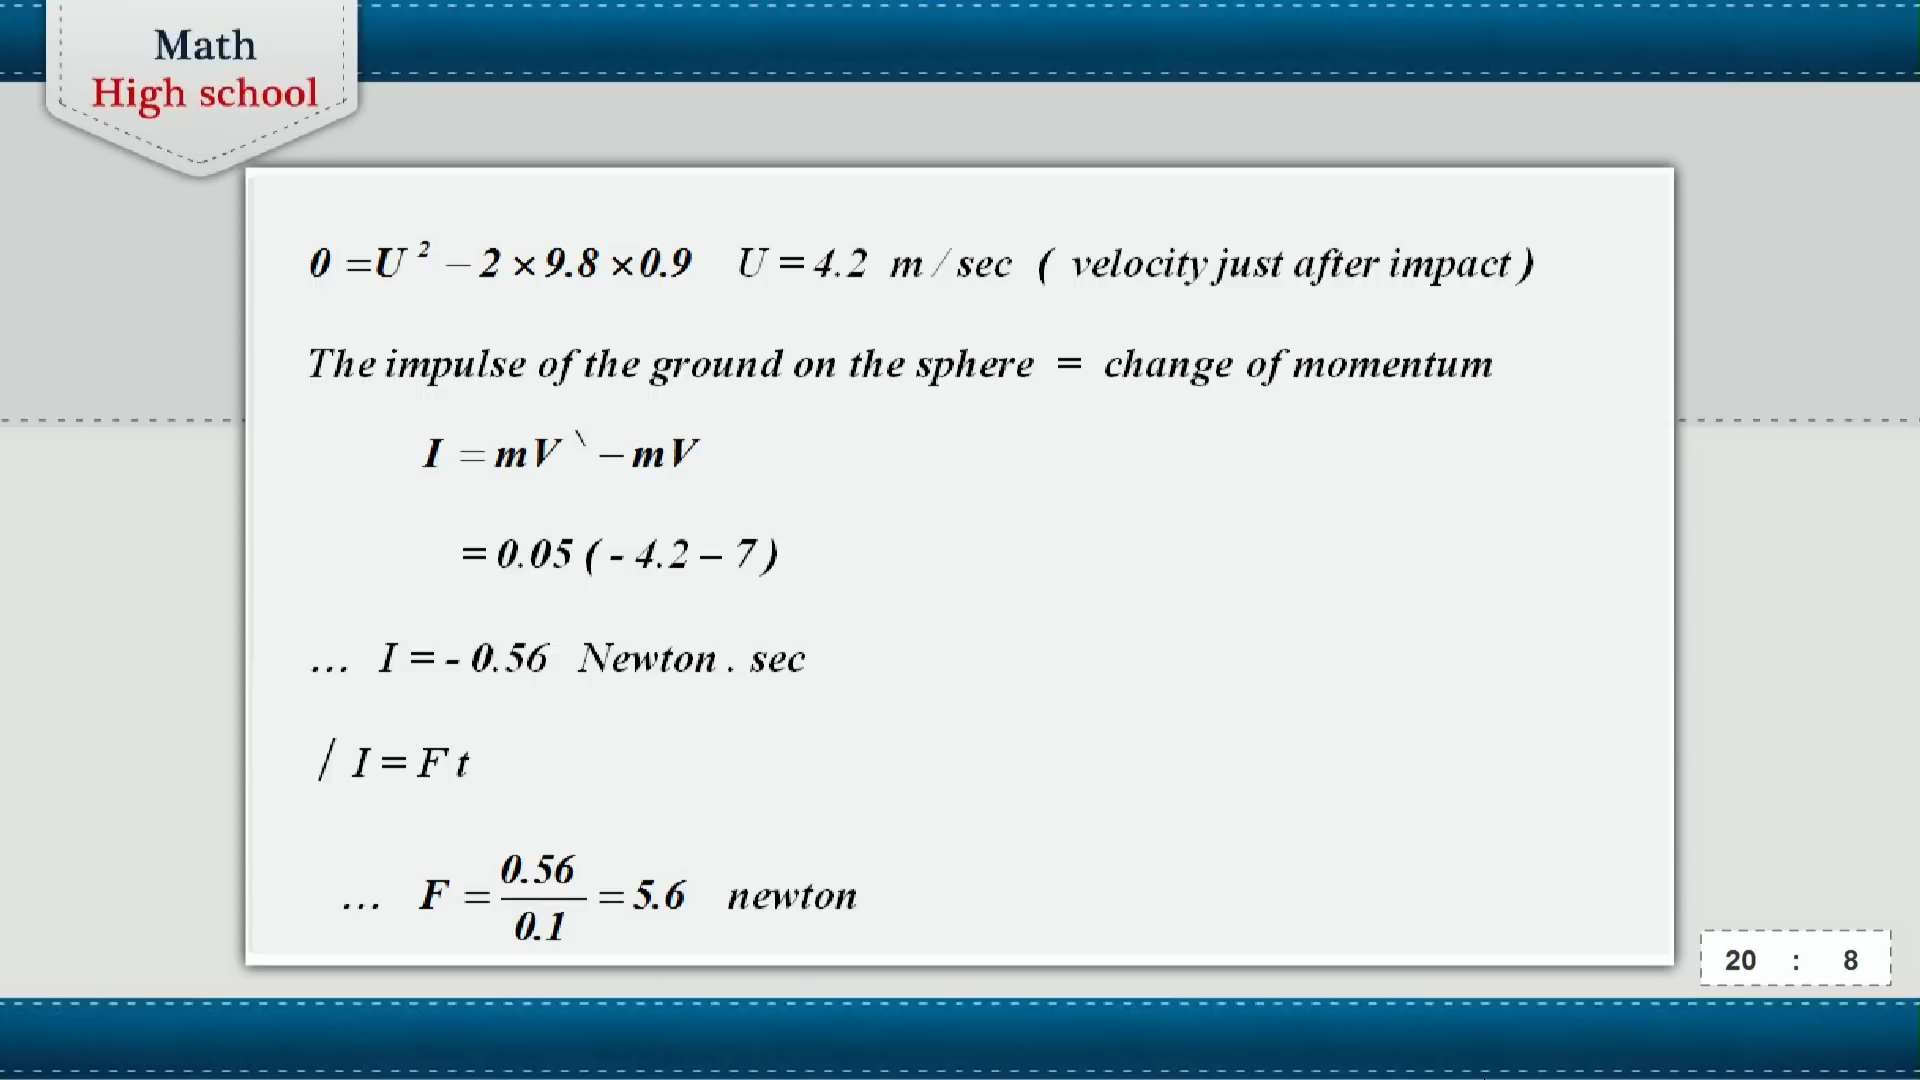 Math
High school
0 = U ² – 2 × 9.8 × 0.9 U = 4.2 m / sec ( velocity just after impact )
The impulse of the ground on the sphere = change of momentum
I = mV ` – mV
= 0.05 ( - 4.2 – 7 )
... I = - 0.56 Newton . sec
/ I = F t
... F = 0.56 / 0.1 = 5.6 newton
20 : 8